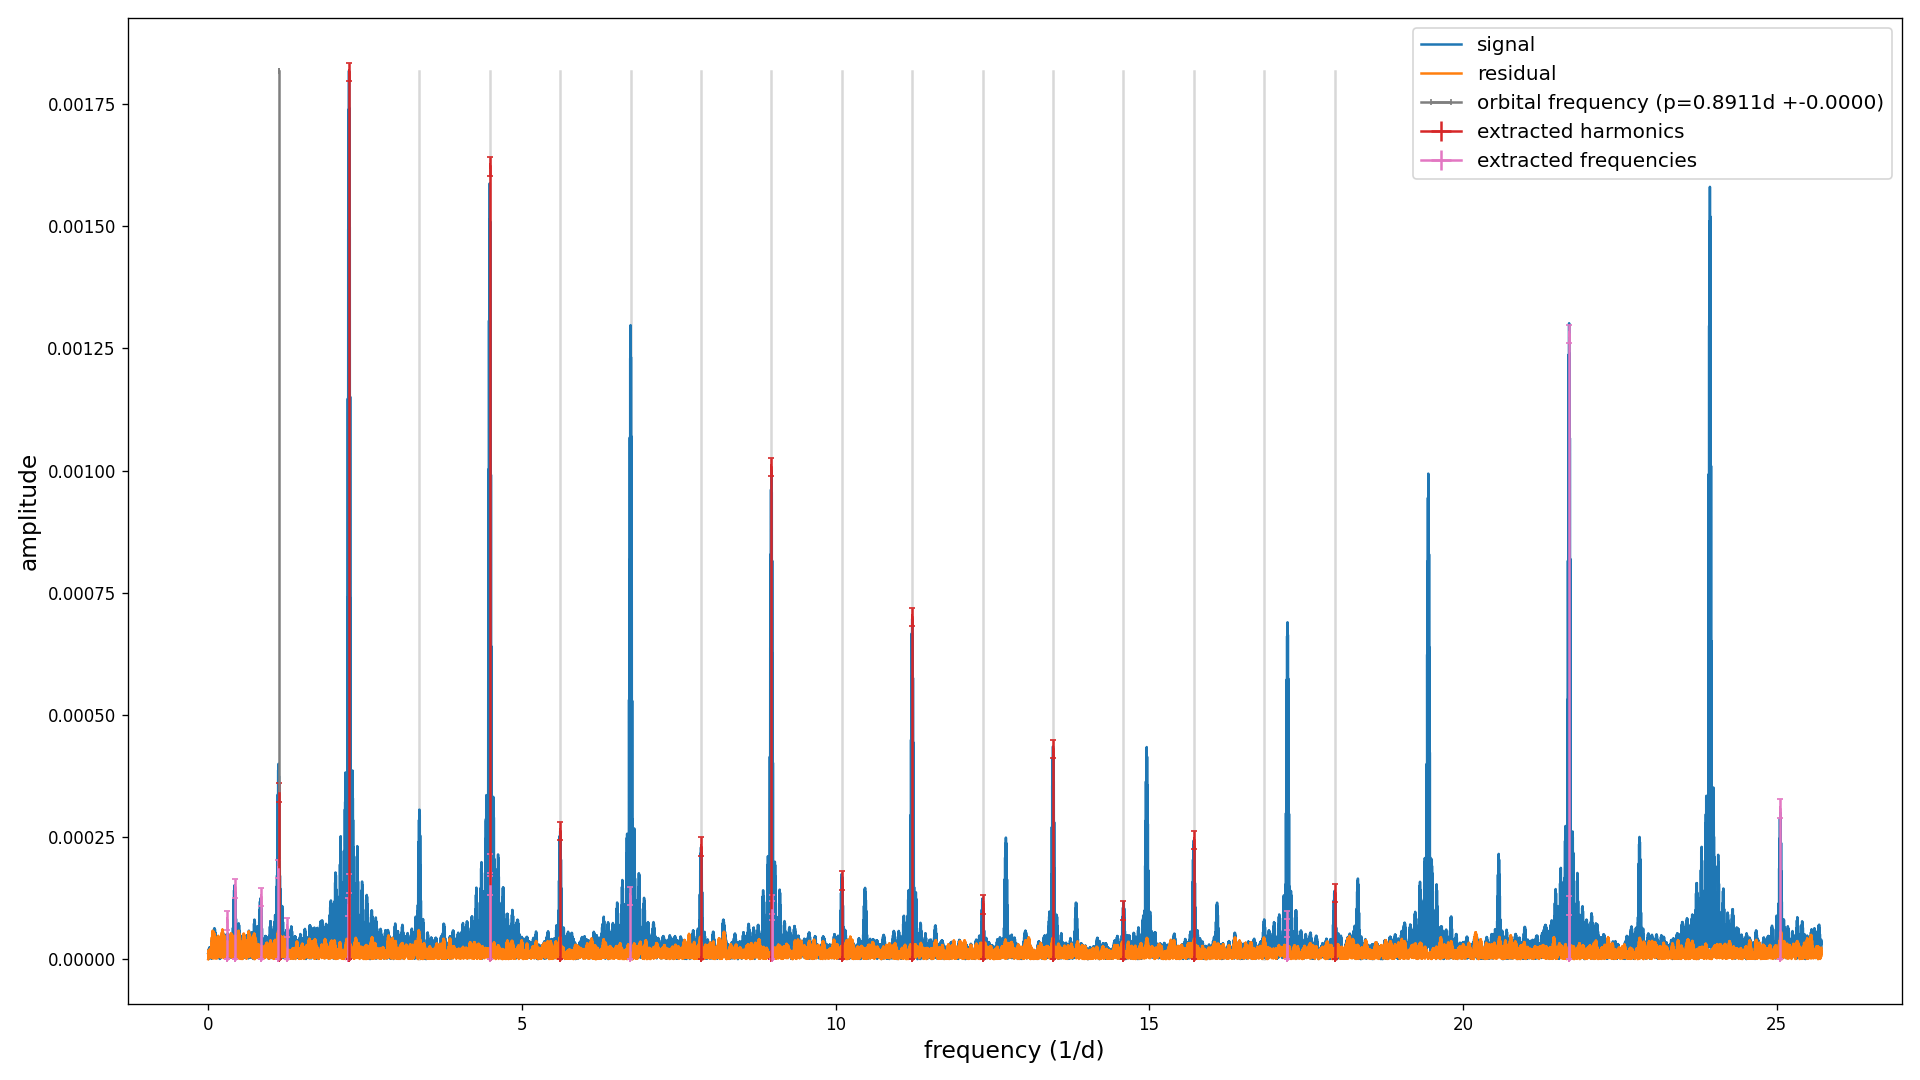 signal
residual
orbital frequency (p=0.8911d +-0.0000)
extracted harmonics
extracted frequencies
0.00175
0.00150
0.00125
0.00100
0.00075
0.00050
0.00025
0.00000
amplitude
0 5 10 15 20 25
frequency (1/d)